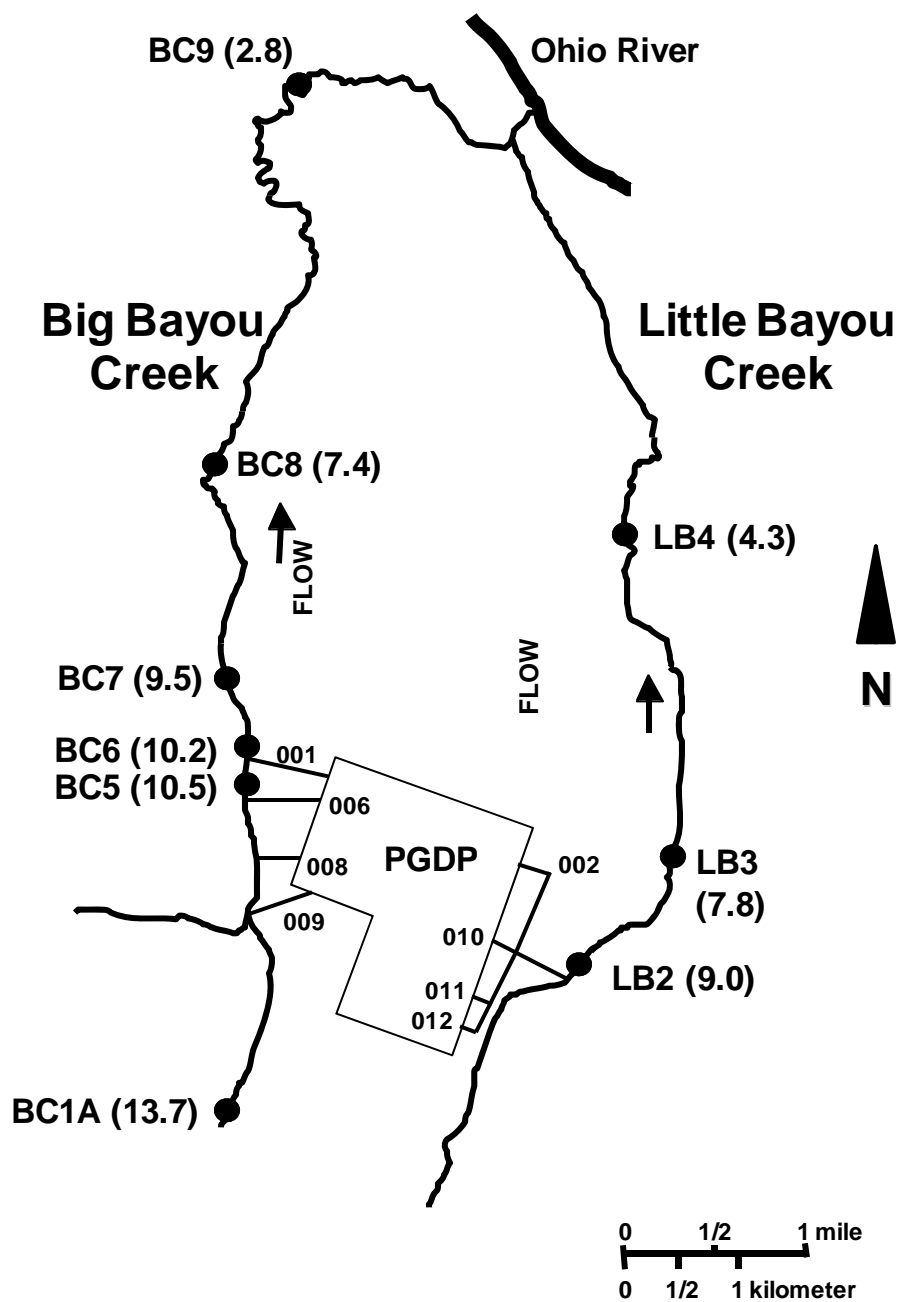 BC9 (2.8)
Ohio River
Big Bayou
Creek
Little Bayou
Creek
BC8 (7.4)
FLOW
LB4 (4.3)
FLOW
N
BC7 (9.5)
BC6 (10.2)
001
BC5 (10.5)
006
PGDP
002
LB3
(7.8)
008
009
010
LB2 (9.0)
011
012
BC1A (13.7)
0 1/2 1 mile
0 1/2 1 kilometer